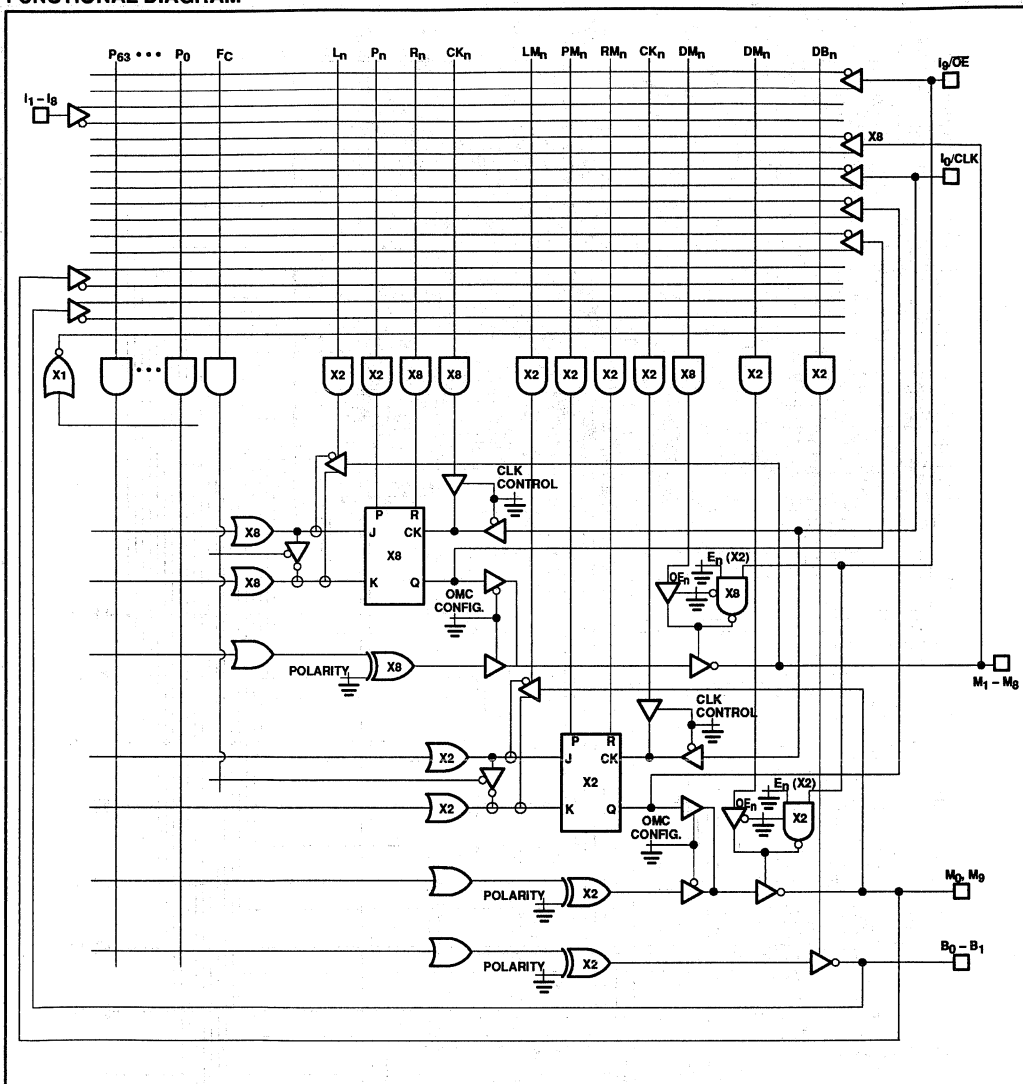 FUNCTIONAL DIAGRAM
P63 ••• P0 FC Ln Pn Rn CKn LMn PMn RMn CKn DMn DMn DBn
I9/OE
I1 – I8
X8
I0/CLK
X1 ••• X2 X2 X8 X8 X2 X2 X2 X2 X8 X2 X2
CLK
CONTROL
P R
X8 J CK
X8
En (X2)
OEn
X8
X8 K Q
OMC
CONFIG.
POLARITY X8
M1 – M8
CLK
CONTROL
P R
X2 J CK
X2
En (X2)
OEn
X2
X2 K Q
OMC
CONFIG.
POLARITY X2
M0, M9
POLARITY X2
B0 – B1